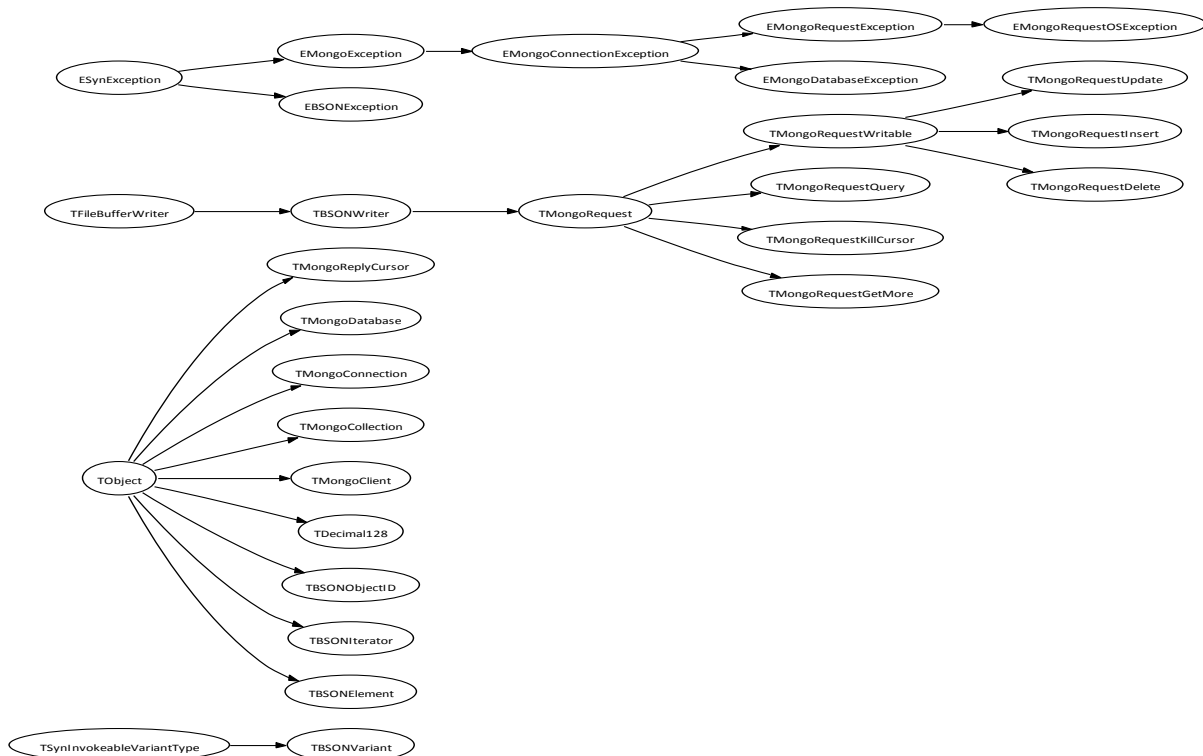 EMongoRequestException
EMongoRequestOSException
EMongoException
EMongoConnectionException
ESynException
EMongoDatabaseException
TMongoRequestUpdate
EBSONException
TMongoRequestWritable
TMongoRequestInsert
TMongoRequestQuery
TMongoRequestDelete
TFileBufferWriter
TBSONWriter
TMongoRequest
TMongoRequestKillCursor
TMongoReplyCursor
TMongoRequestGetMore
TMongoDatabase
TMongoConnection
TMongoCollection
TObject
TMongoClient
TDecimal128
TBSONObjectID
TBSONIterator
TBSONElement
TSynInvokeableVariantType
TBSONVariant